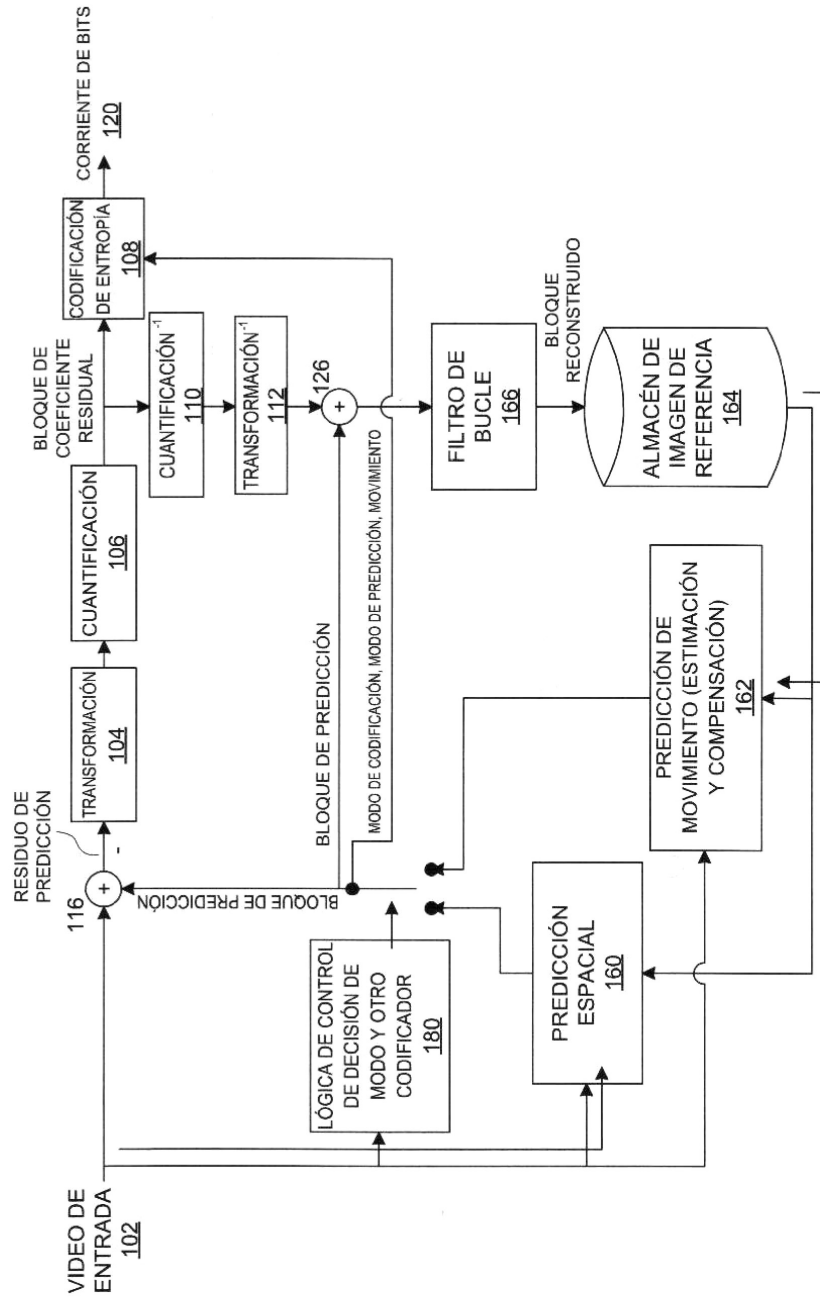 VIDEO DE
ENTRADA
102
116
RESIDUO DE
PREDICCIÓN
-
TRANSFORMACIÓN
104
CUANTIFICACIÓN
106
BLOQUE DE
COEFICIENTE
RESIDUAL
CODIFICACIÓN
DE ENTROPÍA
108
CORRIENTE DE BITS
120
CUANTIFICACIÓN-1
110
TRANSFORMACIÓN-1
112
126
BLOQUE DE PREDICCIÓN
BLOQUE DE PREDICCIÓN
MODO DE CODIFICACIÓN, MODO DE PREDICCIÓN, MOVIMIENTO
LÓGICA DE CONTROL
DE DECISIÓN DE
MODO Y OTRO
CODIFICADOR
180
FILTRO DE
BUCLE
166
BLOQUE
RECONSTRUIDO
PREDICCIÓN
ESPACIAL
160
PREDICCIÓN DE
MOVIMIENTO (ESTIMACIÓN
Y COMPENSACIÓN)
162
ALMACÉN DE
IMAGEN DE
REFERENCIA
164